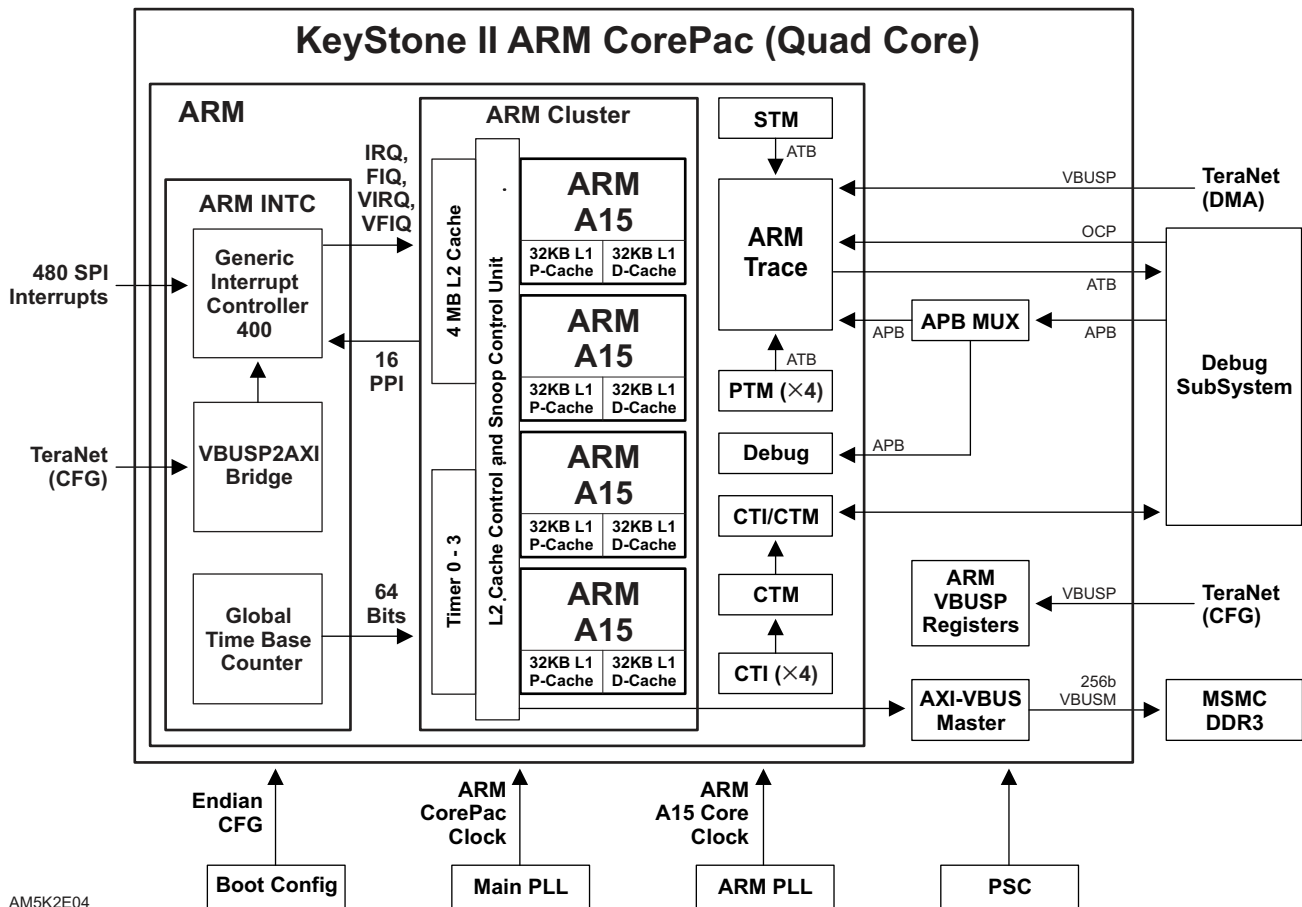 KeyStone II ARM CorePac (Quad Core)
ARM
ARM INTC
Generic
Interrupt
Controller
400
VBUSP2AXI
Bridge
Global
Time Base
Counter
480 SPI
Interrupts
TeraNet
(CFG)
IRQ,
FIQ,
VIRQ,
VFIQ
16
PPI
64
Bits
ARM Cluster
4 MB L2 Cache
Timer 0 - 3
L2 Cache Control and Snoop Control Unit
ARM
A15
32KB L1
P-Cache
32KB L1
D-Cache
ARM
A15
32KB L1
P-Cache
32KB L1
D-Cache
ARM
A15
32KB L1
P-Cache
32KB L1
D-Cache
ARM
A15
32KB L1
P-Cache
32KB L1
D-Cache
STM
ATB
ARM
Trace
ATB
PTM (×4)
Debug
CTI/CTM
CTM
CTI (×4)
VBUSP
TeraNet
(DMA)
OCP
ATB
APB
APB MUX
APB
APB
Debug
SubSystem
ARM
VBUSP
Registers
VBUSP
TeraNet
(CFG)
AXI-VBUS
Master
256b
VBUSM
MSMC
DDR3
Endian
CFG
ARM
CorePac
Clock
ARM
A15 Core
Clock
Boot Config
Main PLL
ARM PLL
PSC
AM5K2E04